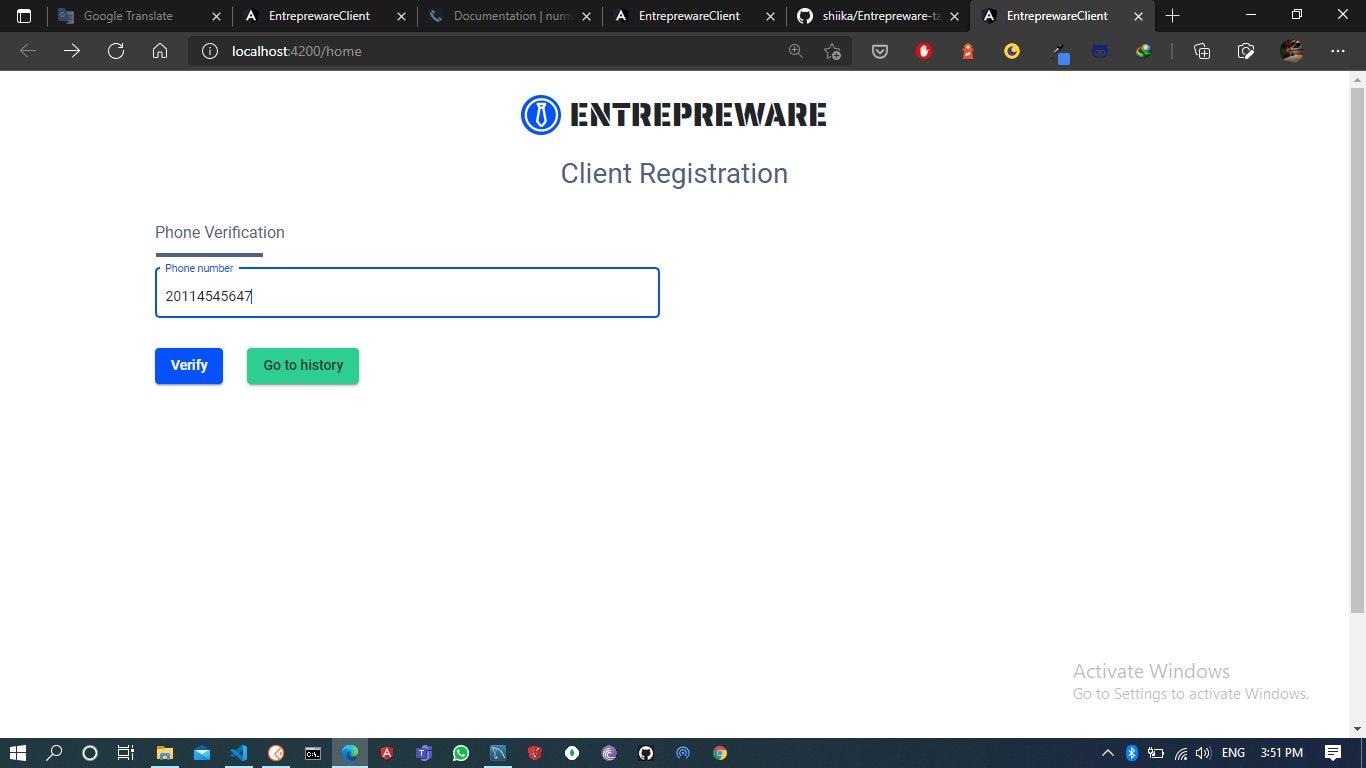 Google Translate
EntreprewareClient
Documentation | num
EntreprewareClient
shiika/Entrepreware-ta
EntreprewareClient
localhost:4200/home
ENTREPREWARE
Client Registration
Phone Verification
Phone number
20114545647
Verify
Go to history
Activate Windows
Go to Settings to activate Windows.
ENG
3:51 PM